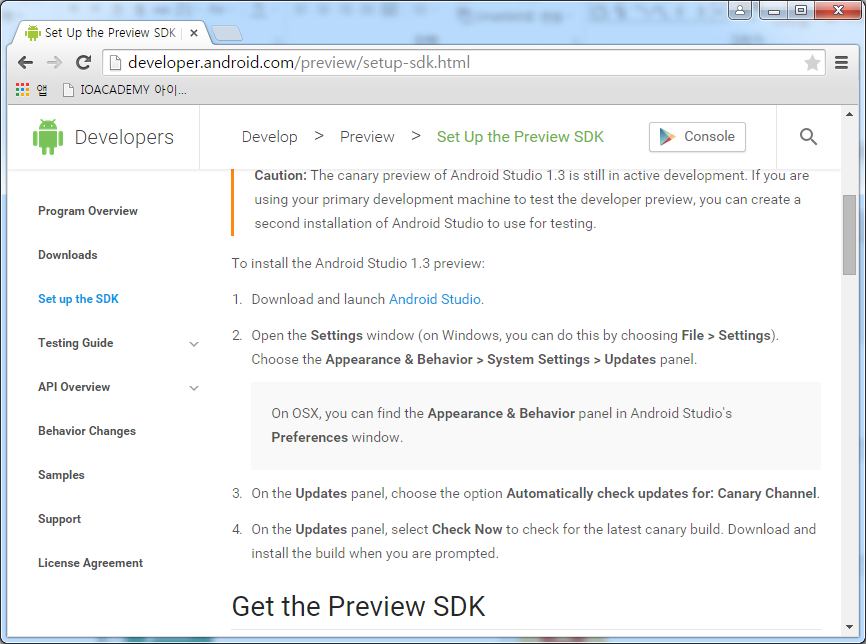 Set Up the Preview SDK
developer.android.com/preview/setup-sdk.html
앱 IOACADEMY 아이...
Developers
Develop > Preview > Set Up the Preview SDK
Console
Program Overview
Downloads
Set up the SDK
Testing Guide
API Overview
Behavior Changes
Samples
Support
License Agreement
Caution: The canary preview of Android Studio 1.3 is still in active development. If you are
using your primary development machine to test the developer preview, you can create a
second installation of Android Studio to use for testing.
To install the Android Studio 1.3 preview:
1. Download and launch Android Studio.
2. Open the Settings window (on Windows, you can do this by choosing File > Settings).
Choose the Appearance & Behavior > System Settings > Updates panel.
On OSX, you can find the Appearance & Behavior panel in Android Studio's
Preferences window.
3. On the Updates panel, choose the option Automatically check updates for: Canary Channel.
4. On the Updates panel, select Check Now to check for the latest canary build. Download and
install the build when you are prompted.
Get the Preview SDK